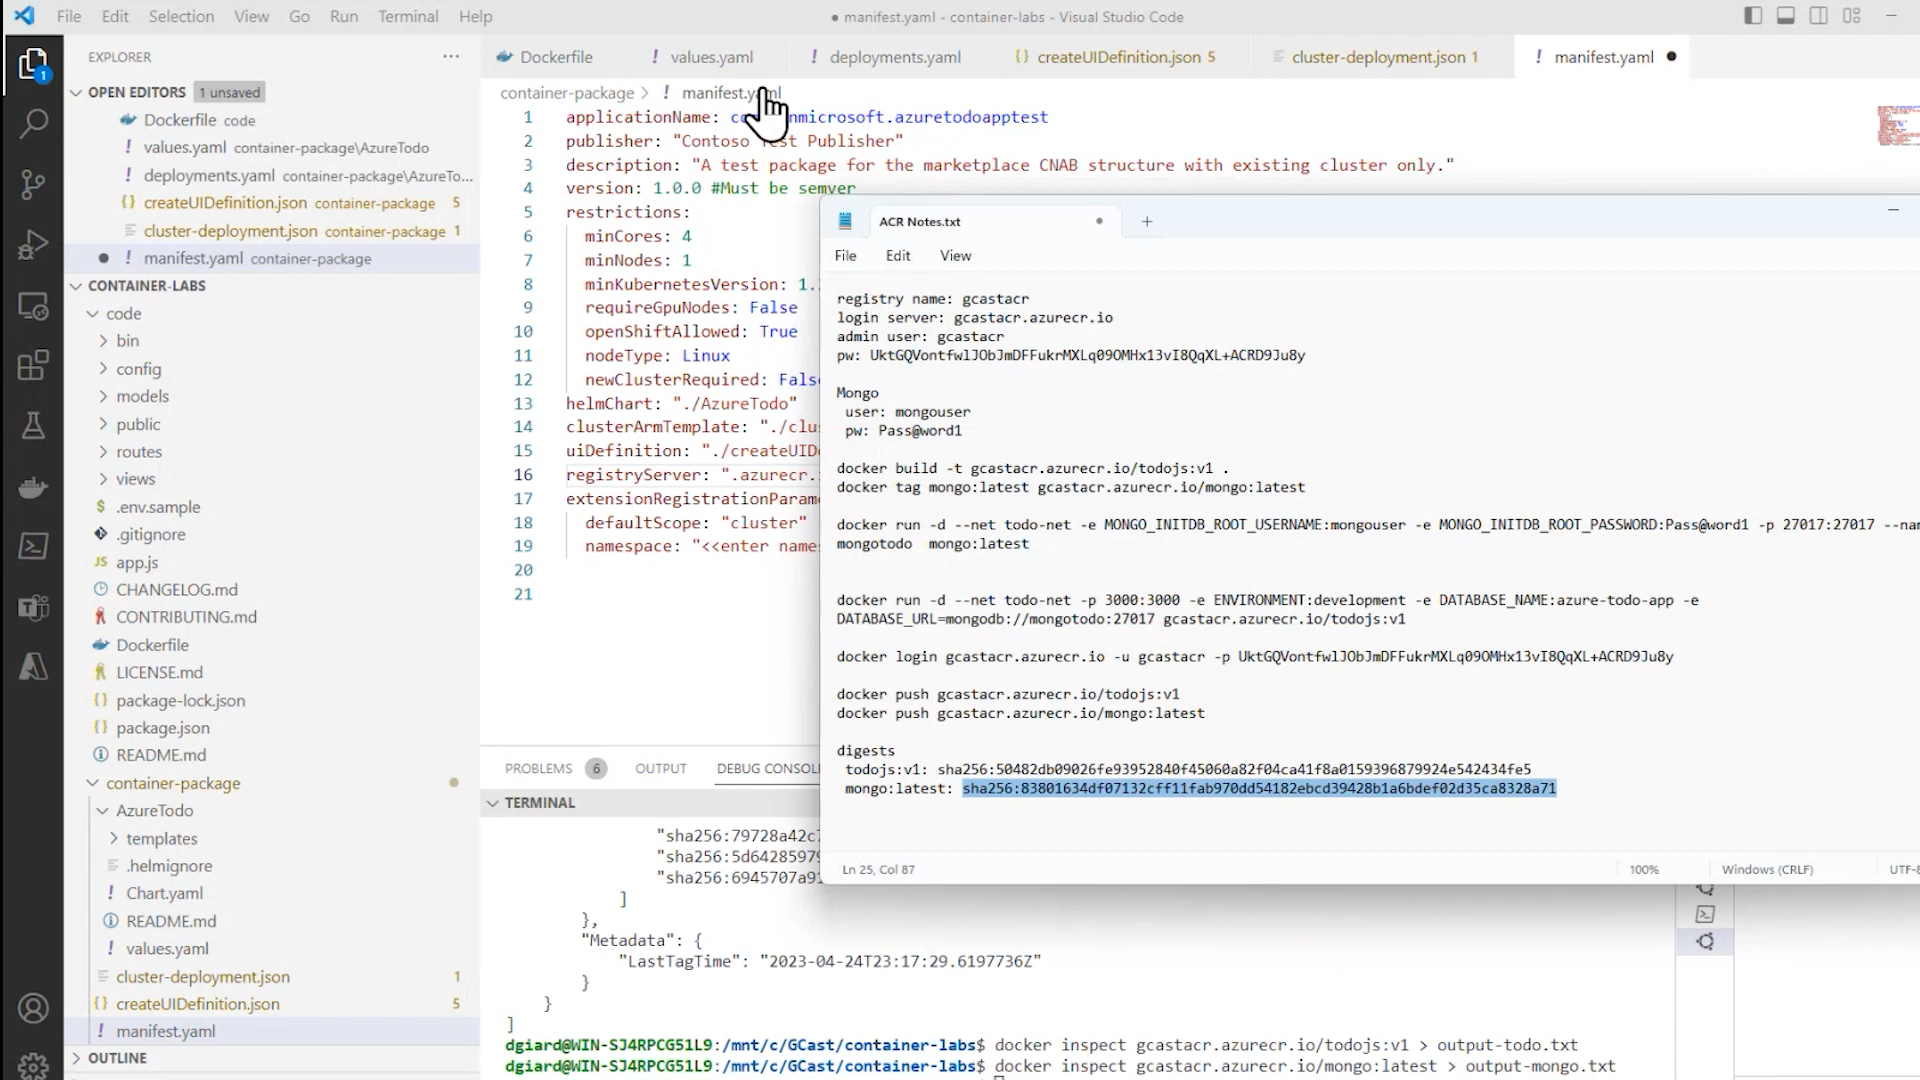 File Edit Selection View Go Run Terminal Help
● manifest.yaml - container-labs - Visual Studio Code
EXPLORER
OPEN EDITORS 1 unsaved
Dockerfile code
values.yaml container-package\AzureTodo
deployments.yaml container-package\AzureTo...
createUIDefinition.json container-package 5
cluster-deployment.json container-package 1
manifest.yaml container-package
CONTAINER-LABS
code
bin
config
models
public
routes
views
.env.sample
.gitignore
app.js
CHANGELOG.md
CONTRIBUTING.md
Dockerfile
LICENSE.md
package-lock.json
package.json
README.md
container-package
AzureTodo
templates
.helmignore
Chart.yaml
README.md
values.yaml
cluster-deployment.json 1
createUIDefinition.json 5
manifest.yaml
OUTLINE
1
Dockerfile values.yaml deployments.yaml createUIDefinition.json 5 cluster-deployment.json 1 manifest.yaml
container-package > manifest.yaml
1 applicationName: nmicrosoft.azuretodoapptest
2 publisher: "Contoso Test Publisher"
3 description: "A test package for the marketplace CNAB structure with existing cluster only."
4 version: 1.0.0 #Must be semver
5 restrictions:
6 minCores: 4
7 minNodes: 1
8 minKubernetesVersion: 1.
9 requireGpuNodes: False
10 openShiftAllowed: True
11 nodeType: Linux
12 newClusterRequired: False
13 helmChart: "./AzureTodo"
14 clusterArmTemplate: "./clu
15 uiDefinition: "./createUID
16 registryServer: ".azurecr.
17 extensionRegistrationParam
18 defaultScope: "cluster"
19 namespace: "<<enter name
20
21
ACR Notes.txt
File Edit View
registry name: gcastacr
login server: gcastacr.azurecr.io
admin user: gcastacr
pw: UktGQVontfwlJObJmDFFukrMXLq09OMHx13vI8QqXL+ACRD9Ju8y
Mongo
user: mongouser
pw: Pass@word1
docker build -t gcastacr.azurecr.io/todojs:v1 .
docker tag mongo:latest gcastacr.azurecr.io/mongo:latest
docker run -d --net todo-net -e MONGO_INITDB_ROOT_USERNAME:mongouser -e MONGO_INITDB_ROOT_PASSWORD:Pass@word1 -p 27017:27017 --nam
mongotodo mongo:latest
docker run -d --net todo-net -p 3000:3000 -e ENVIRONMENT:development -e DATABASE_NAME:azure-todo-app -e
DATABASE_URL=mongodb://mongotodo:27017 gcastacr.azurecr.io/todojs:v1
docker login gcastacr.azurecr.io -u gcastacr -p UktGQVontfwlJObJmDFFukrMXLq09OMHx13vI8QqXL+ACRD9Ju8y
docker push gcastacr.azurecr.io/todojs:v1
docker push gcastacr.azurecr.io/mongo:latest
digests
todojs:v1: sha256:50482db09026fe93952840f45060a82f04ca41f8a0159396879924e542434fe5
mongo:latest: sha256:83801634df07132cff11fab970dd54182ebcd39428b1a6bdef02d35ca8328a71
Ln 25, Col 87 100% Windows (CRLF) UTF-8
PROBLEMS 6 OUTPUT DEBUG CONSOL
TERMINAL
"sha256:79728a42c7
"sha256:5d6428597
"sha256:6945707a91
]
},
"Metadata": {
"LastTagTime": "2023-04-24T23:17:29.6197736Z"
}
}
]
dgiard@WIN-SJ4RPCG51L9:/mnt/c/GCast/container-labs$ docker inspect gcastacr.azurecr.io/todojs:v1 > output-todo.txt
dgiard@WIN-SJ4RPCG51L9:/mnt/c/GCast/container-labs$ docker inspect gcastacr.azurecr.io/mongo:latest > output-mongo.txt